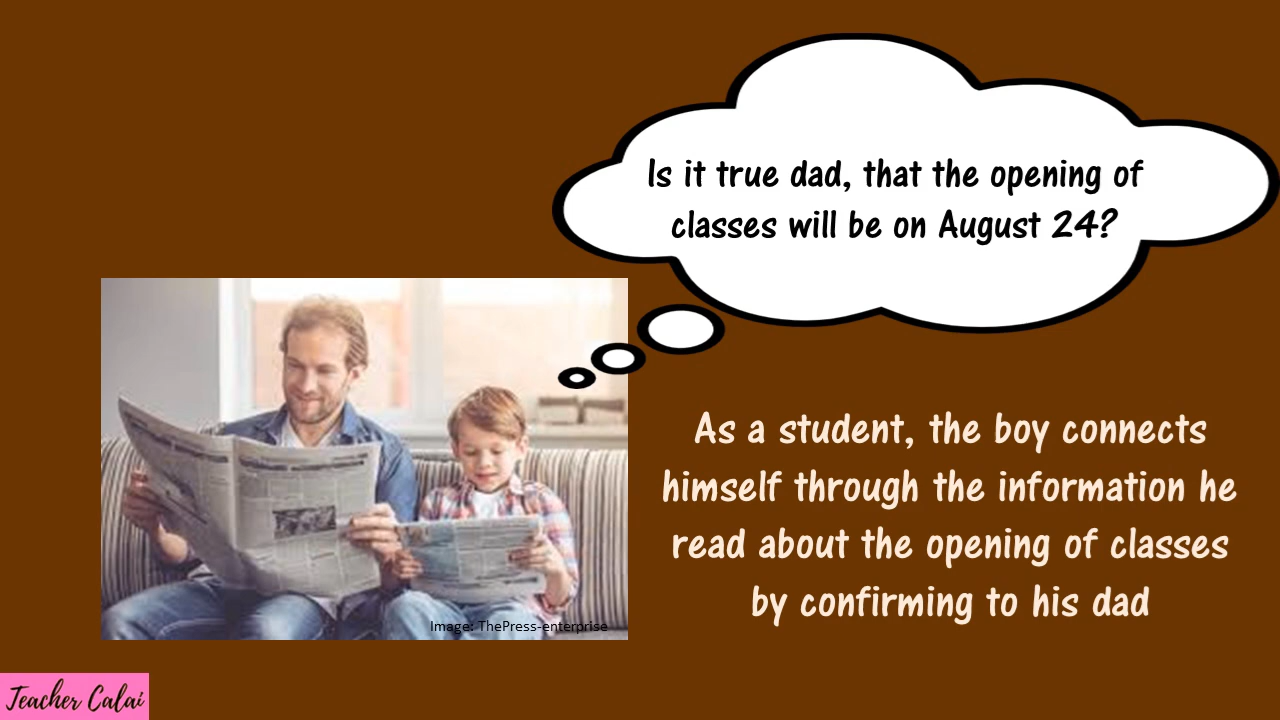 Is it true dad, that the opening of
classes will be on August 24?
As a student, the boy connects
himself through the information he
read about the opening of classes
by confirming to his dad
Image: ThePress-enterprise
Teacher Calai